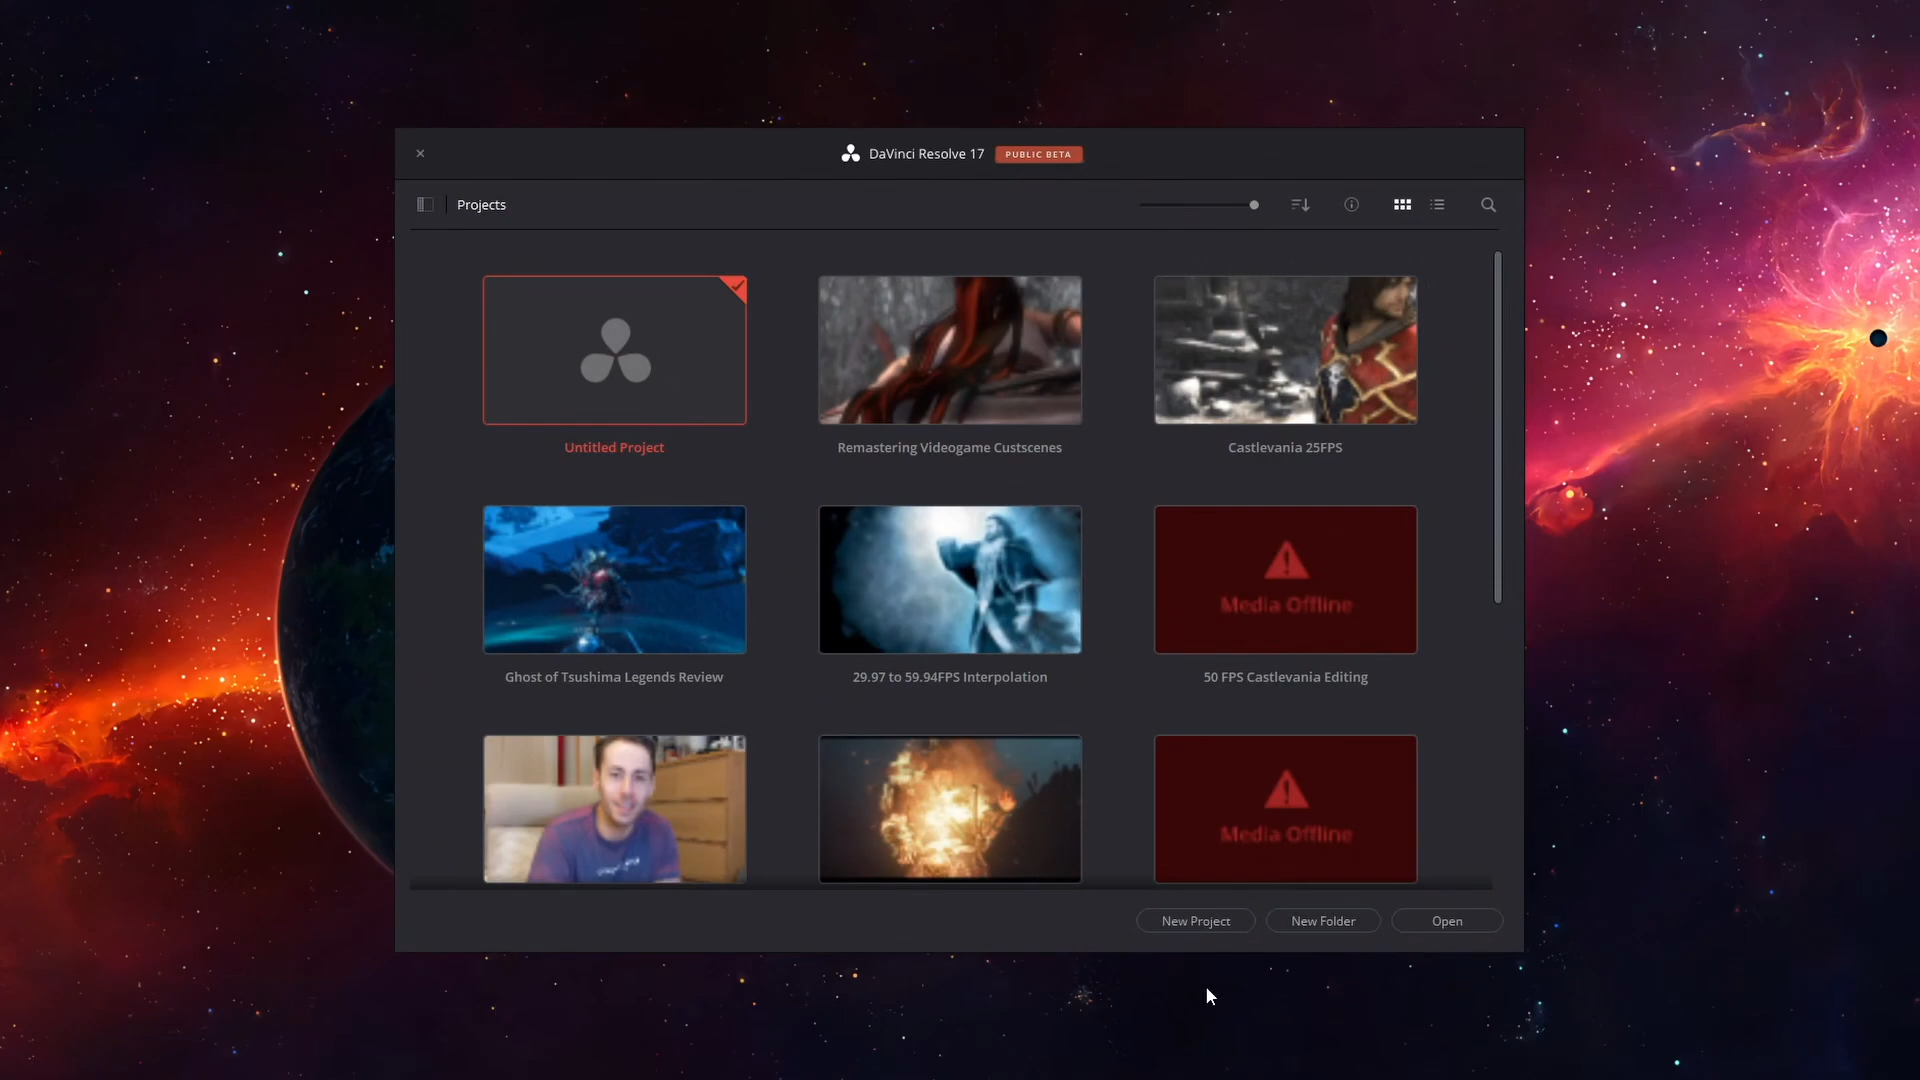 DaVinci Resolve 17 PUBLIC BETA
Projects
Untitled Project
Remastering Videogame Custscenes
Castlevania 25FPS
Media Offline
Ghost of Tsushima Legends Review
29.97 to 59.94FPS Interpolation
50 FPS Castlevania Editing
Media Offline
New Project
New Folder
Open